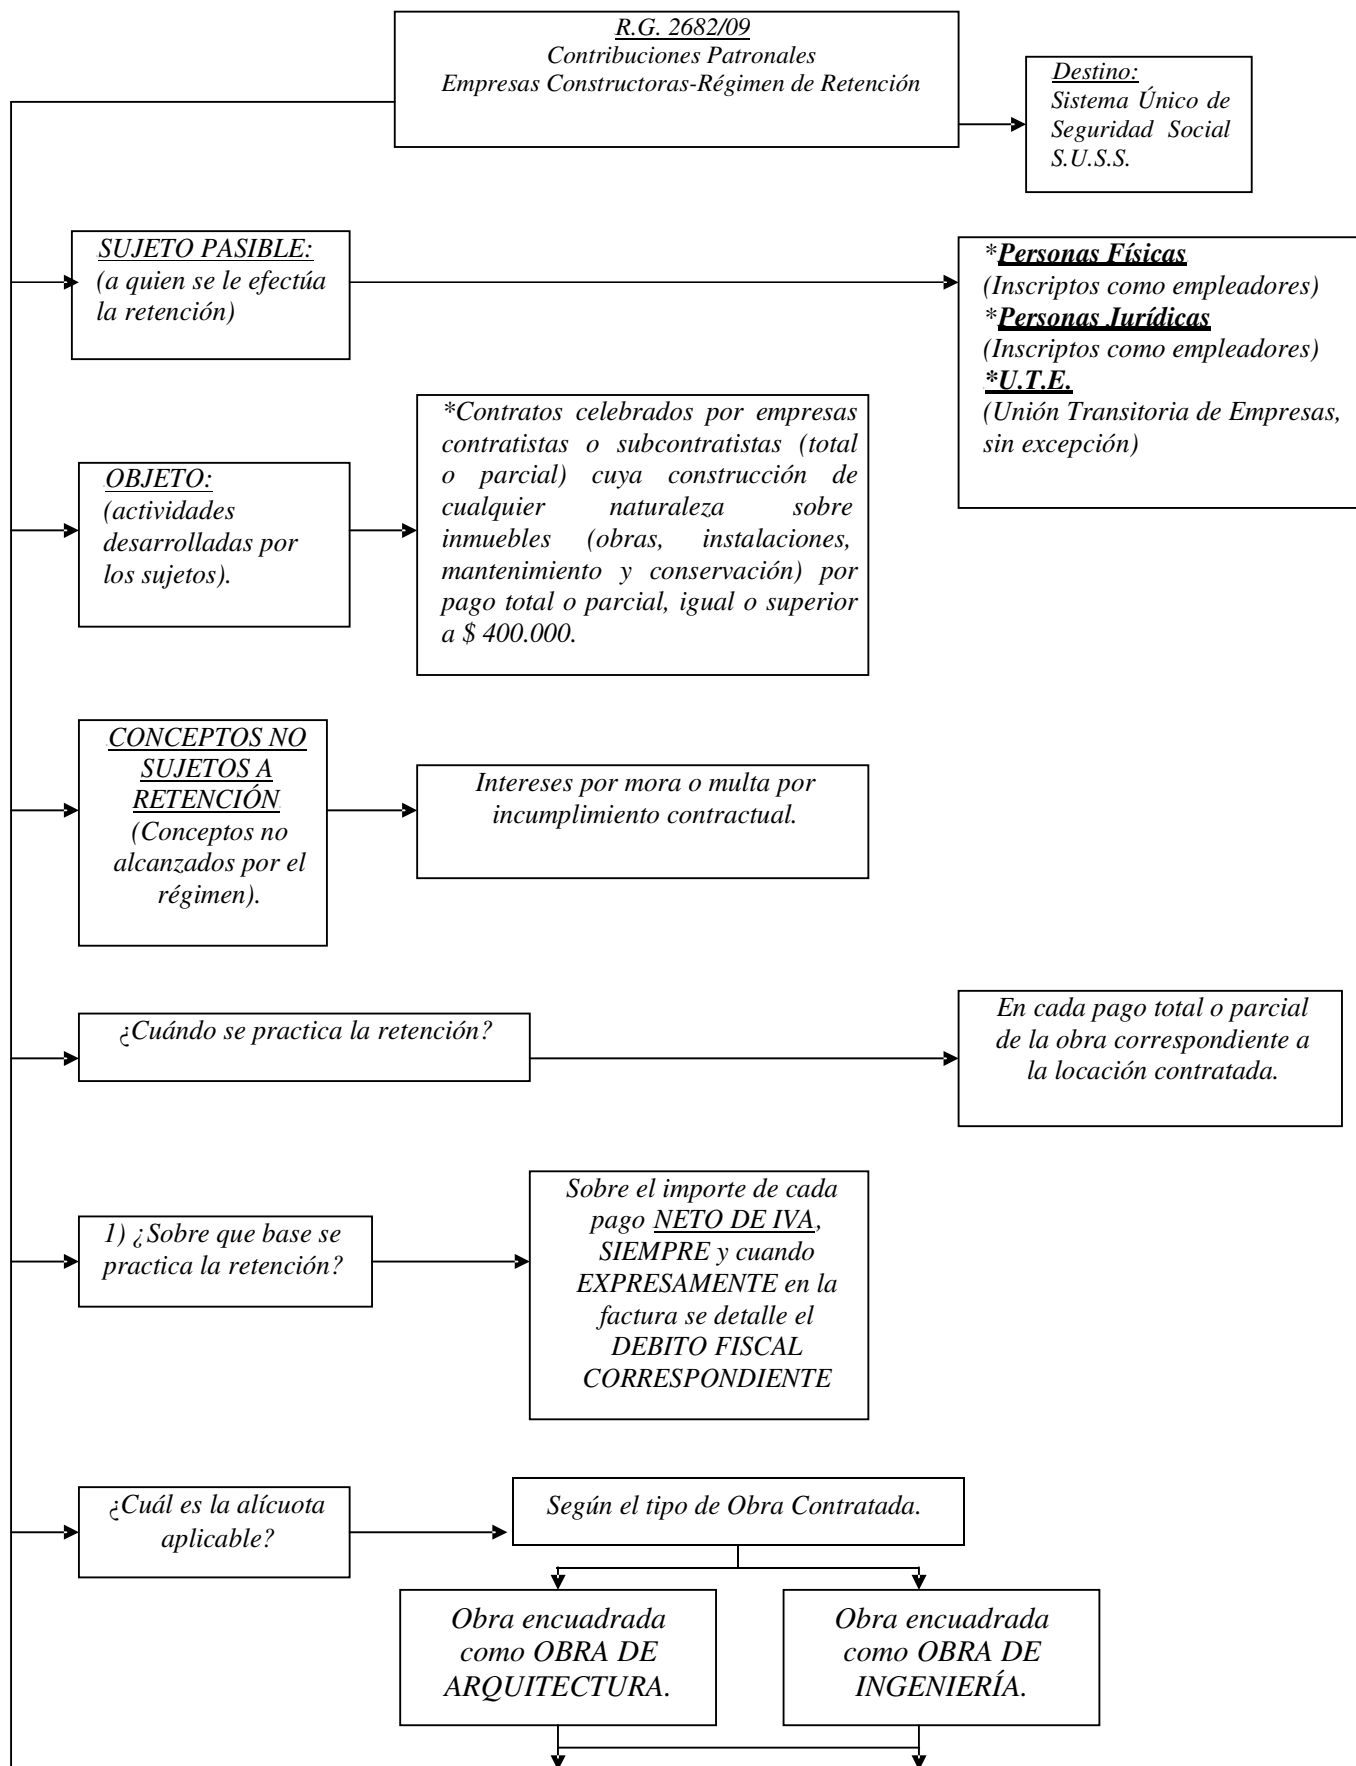 R.G. 2682/09
Contribuciones Patronales
Empresas Constructoras-Régimen de Retención
Destino:
Sistema Único de
Seguridad Social
S.U.S.S.
SUJETO PASIBLE:
(a quien se le efectúa
la retención)
*Personas Físicas
(Inscriptos como empleadores)
*Personas Jurídicas
(Inscriptos como empleadores)
*U.T.E.
(Unión Transitoria de Empresas,
sin excepción)
OBJETO:
(actividades
desarrolladas por
los sujetos).
*Contratos celebrados por empresas
contratistas o subcontratistas (total
o parcial) cuya construcción de
cualquier naturaleza sobre
inmuebles (obras, instalaciones,
mantenimiento y conservación) por
pago total o parcial, igual o superior
a $ 400.000.
CONCEPTOS NO
SUJETOS A
RETENCIÓN
(Conceptos no
alcanzados por el
régimen).
Intereses por mora o multa por
incumplimiento contractual.
¿Cuándo se practica la retención?
En cada pago total o parcial
de la obra correspondiente a
la locación contratada.
1) ¿Sobre que base se
practica la retención?
Sobre el importe de cada
pago NETO DE IVA,
SIEMPRE y cuando
EXPRESAMENTE en la
factura se detalle el
DEBITO FISCAL
CORRESPONDIENTE
¿Cuál es la alícuota
aplicable?
Según el tipo de Obra Contratada.
Obra encuadrada
como OBRA DE
ARQUITECTURA.
Obra encuadrada
como OBRA DE
INGENIERÍA.